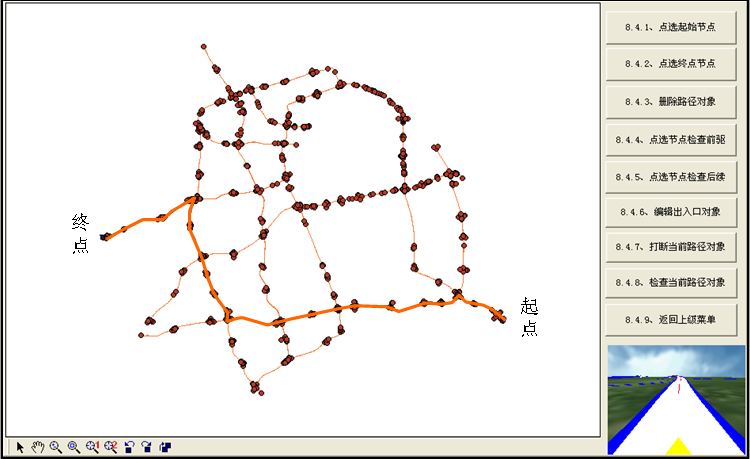 终
点
起
点
8.4.1、点选起始节点
8.4.2、点选终点节点
8.4.3、删除路径对象
8.4.4、点选节点检查前驱
8.4.5、点选节点检查后续
8.4.6、编辑出入口对象
8.4.7、打断当前路径对象
8.4.8、检查当前路径对象
8.4.9、返回上级菜单
1
2